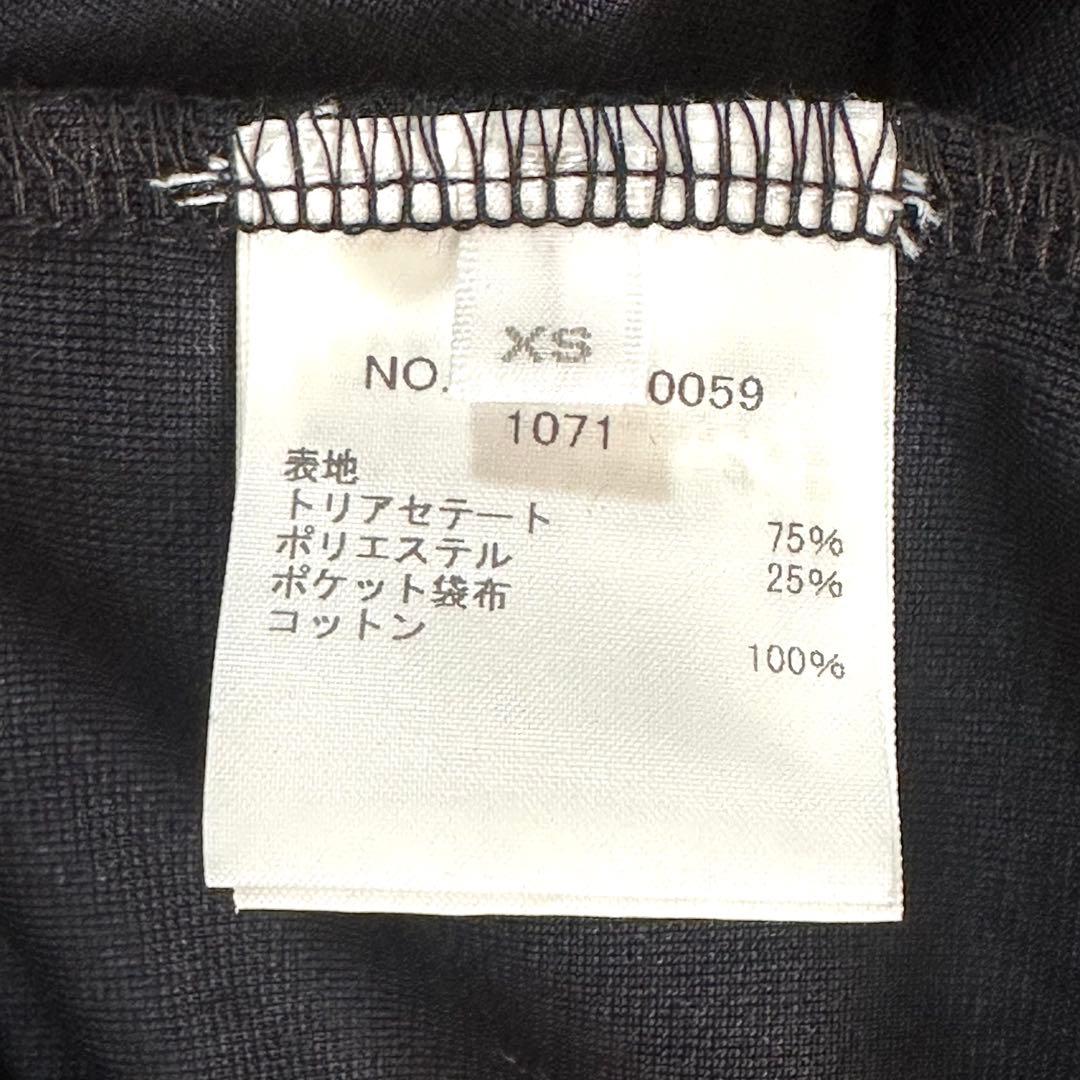 XS
NO. 0059
1071
表地
トリアセテート 75%
ポリエステル 25%
ポケット袋布
コットン 100%